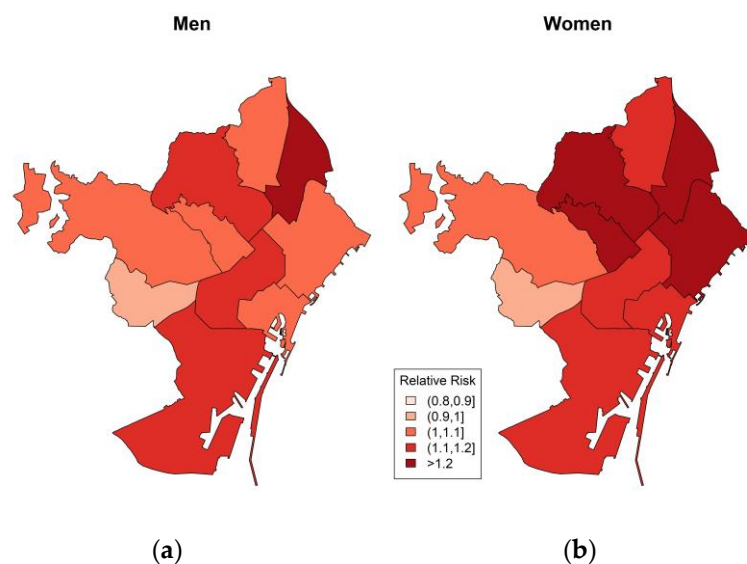 Men
Women
Relative Risk
(0.8,0.9]
(0.9,1]
(1,1.1]
(1.1,1.2]
>1.2
(a)
(b)